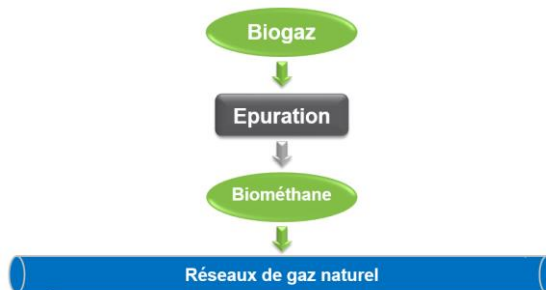 Biogaz
Epuration
Biométhane
Réseaux de gaz naturel